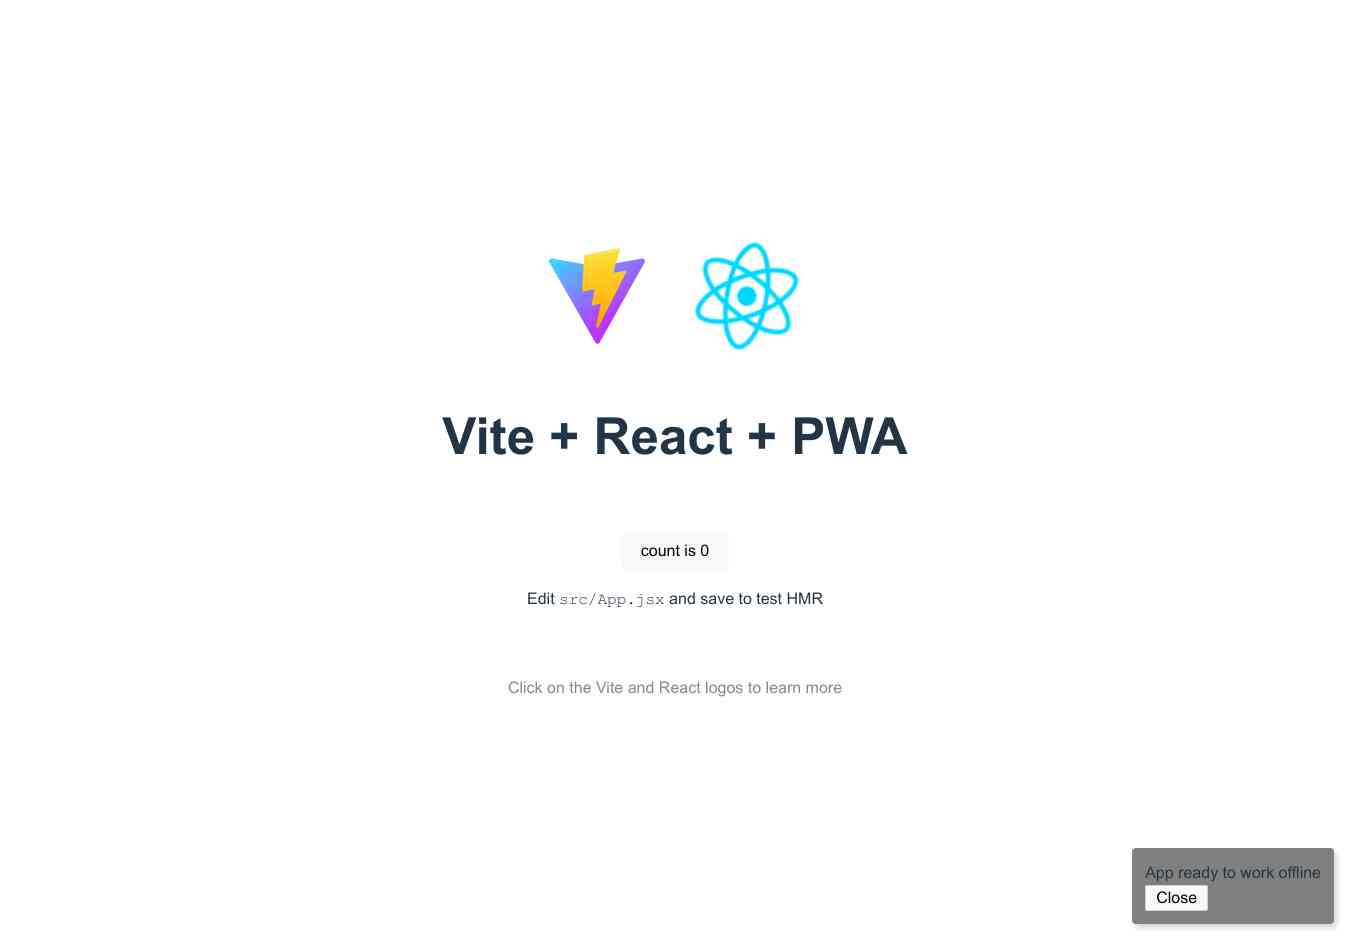 Vite + React + PWA
count is 0
Edit src/App.jsx and save to test HMR
Click on the Vite and React logos to learn more
App ready to work offline
Close